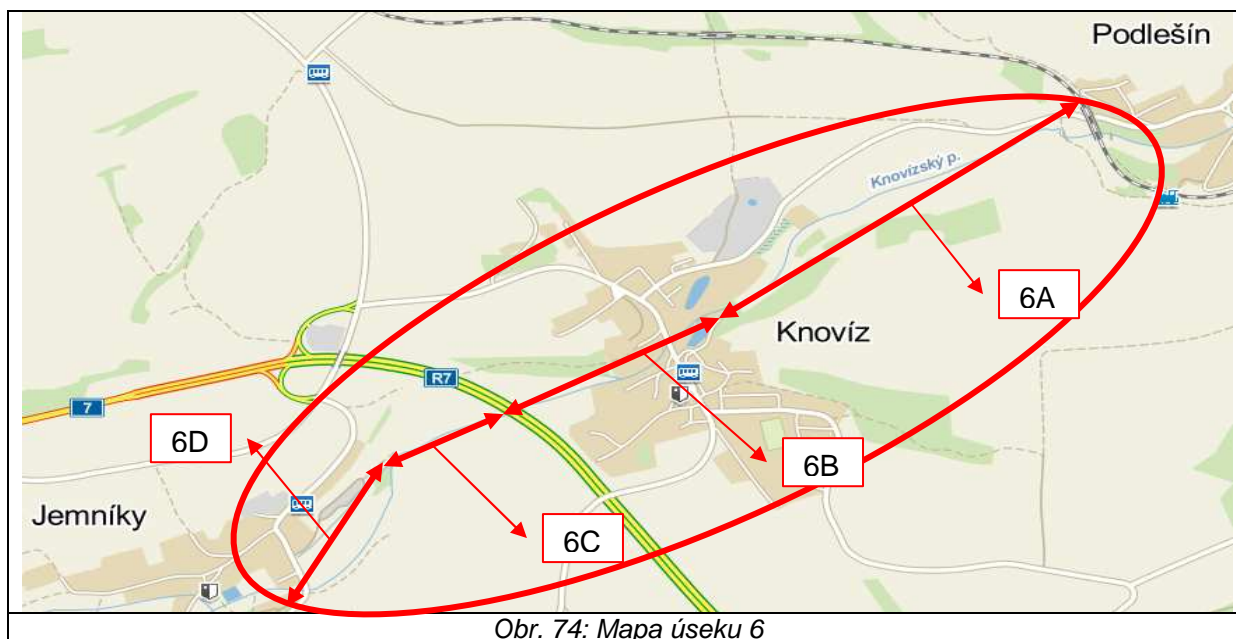 Podlešín
Knovízský p.
6A
Knovíz
R7
7
6D
6B
Jemníky
6C
Obr. 74: Mapa úseku 6